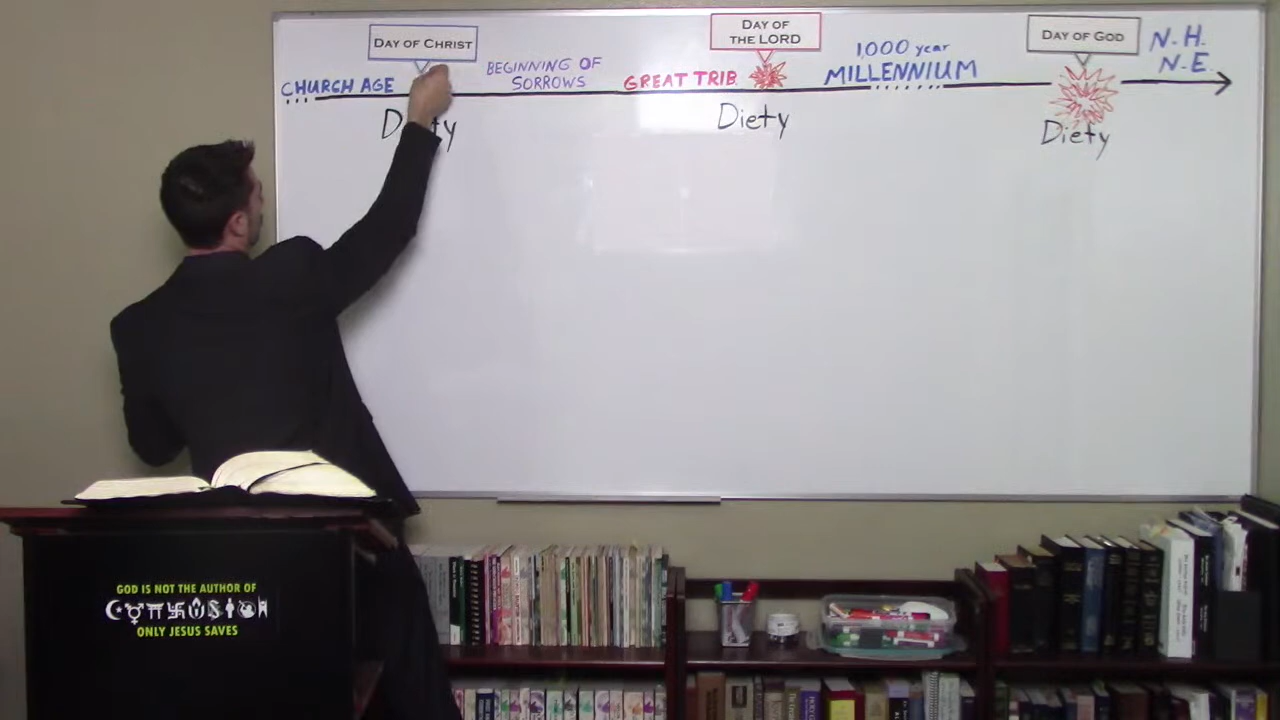 DAY OF CHRIST
DAY OF
THE LORD
DAY OF GOD
CHURCH AGE
BEGINNING OF
SORROWS
GREAT TRIB
1,000 year
MILLENNIUM
N.H.
N.E.
Diety
Diety
GOD IS NOT THE AUTHOR OF
ONLY JESUS SAVES